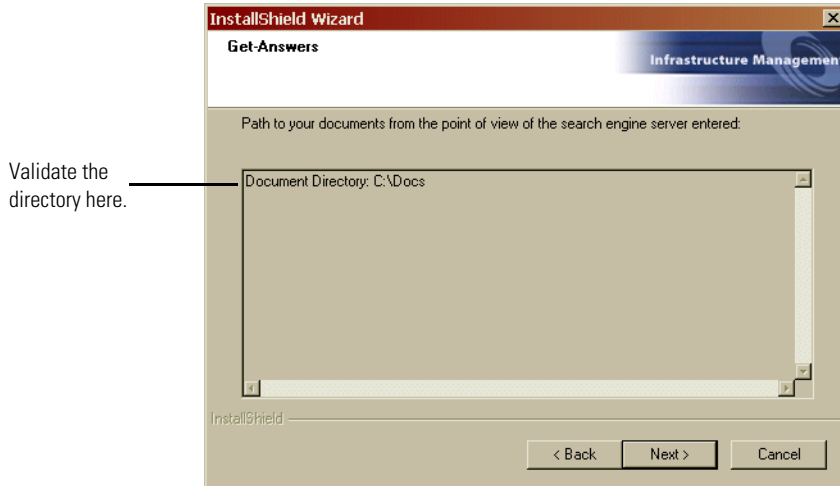 InstallShield Wizard
Get-Answers
Infrastructure Managemen
Path to your documents from the point of view of the search engine server entered:
Validate the
directory here.
Document Directory: C:\Docs
InstallShield
< Back
Next >
Cancel